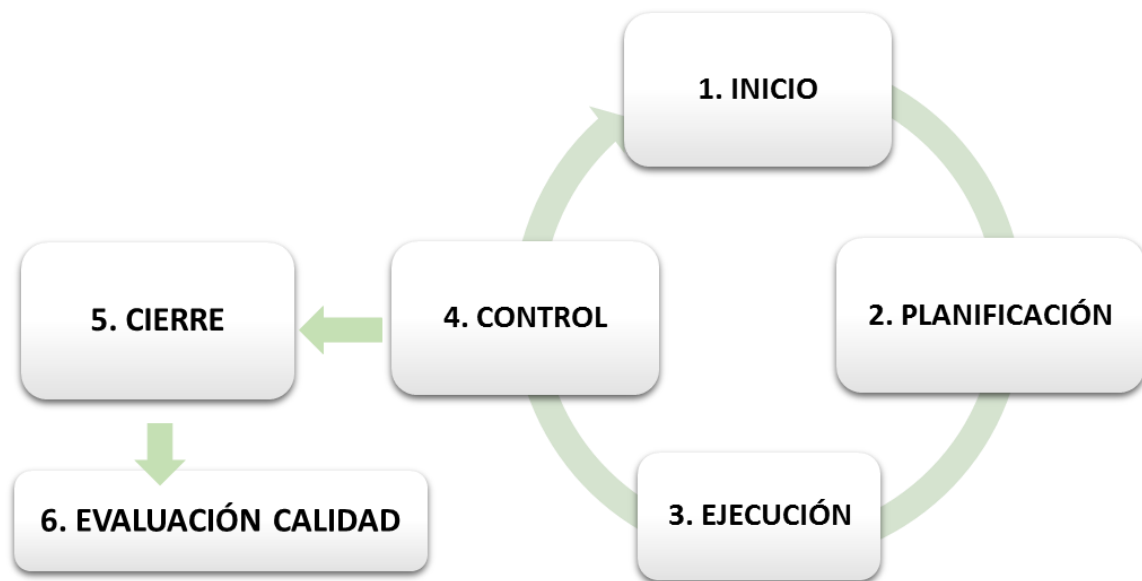 1. INICIO
2. PLANIFICACIÓN
3. EJECUCIÓN
4. CONTROL
5. CIERRE
6. EVALUACIÓN CALIDAD